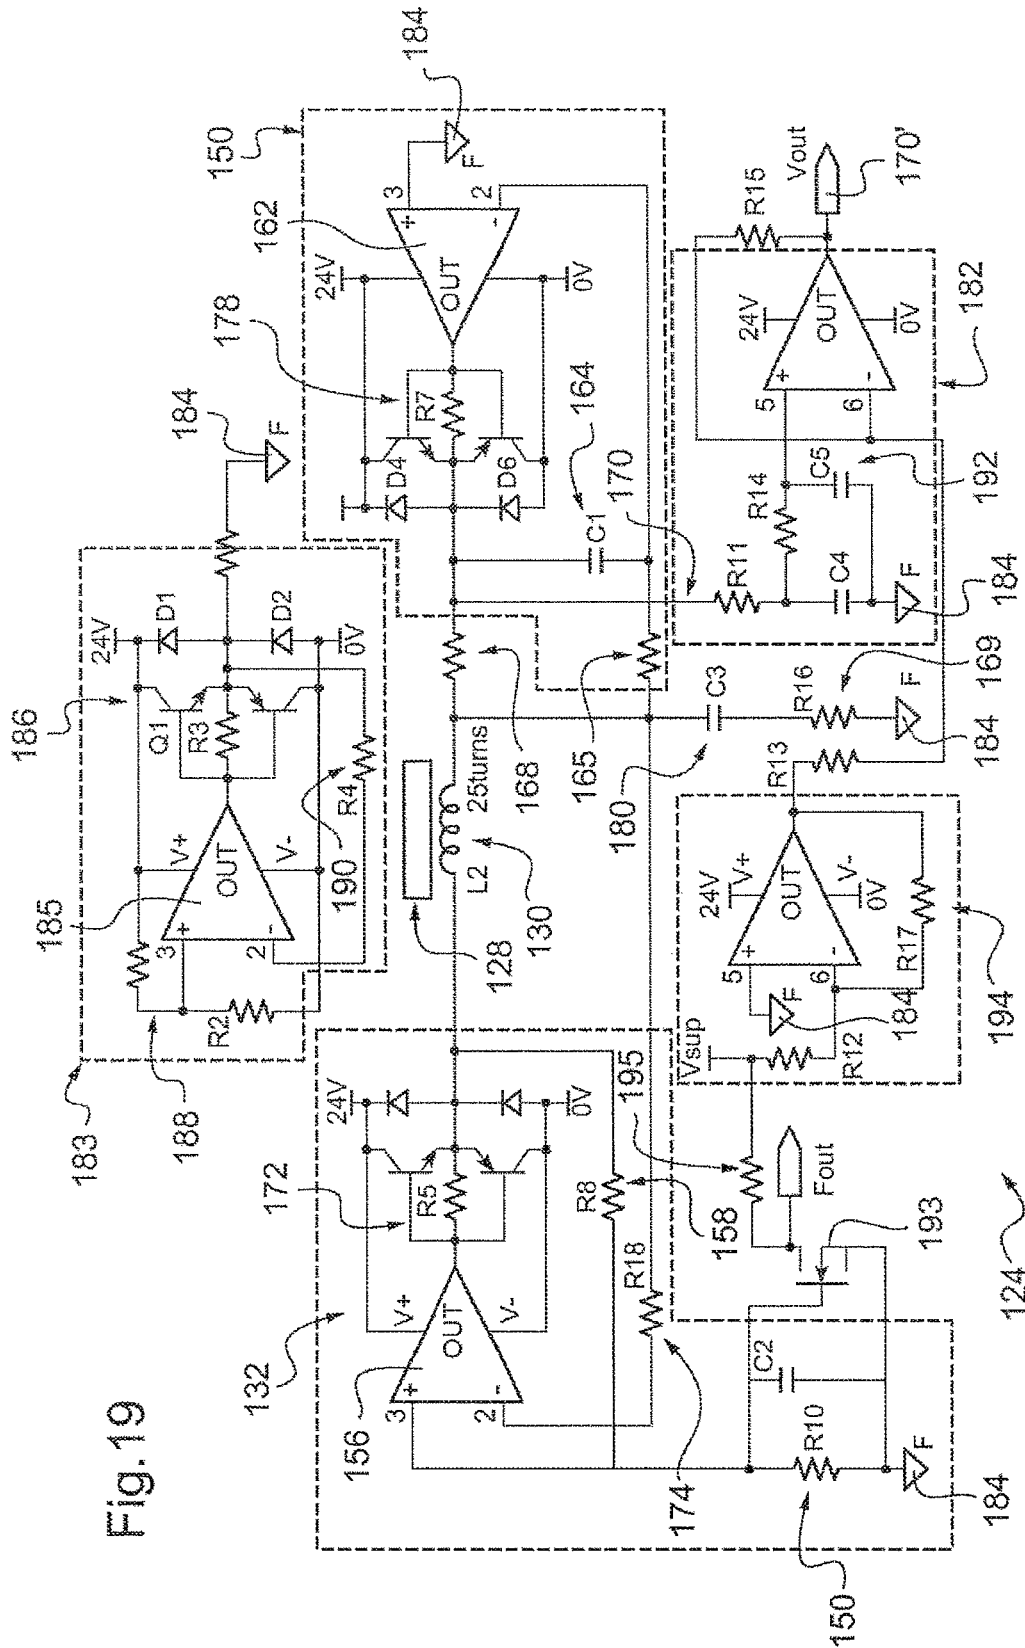 Fig.19
183
188
185
186
184
F
24V
0V
D1
D2
Q1
R3
R2
R4
V+
V-
OUT
3
+
2
-
190
132
172
156
24V
0V
V+
V-
OUT
R5
3
+
2
-
128
130
L2
25turns
168
178
162
150
184
F
24V
0V
OUT
R7
D4
D6
3
+
2
-
164
C1
170
165
R8
158
R18
174
180
C3
R16
169
F
184
R11
R14
C4
C5
192
F
184
24V
0V
OUT
5
+
6
-
R15
Vout
170'
182
R13
24V
V+
V-
0V
OUT
5
+
6
-
F
184
R12
R17
Vsup
194
195
Fout
193
C2
R10
F
184
150
124